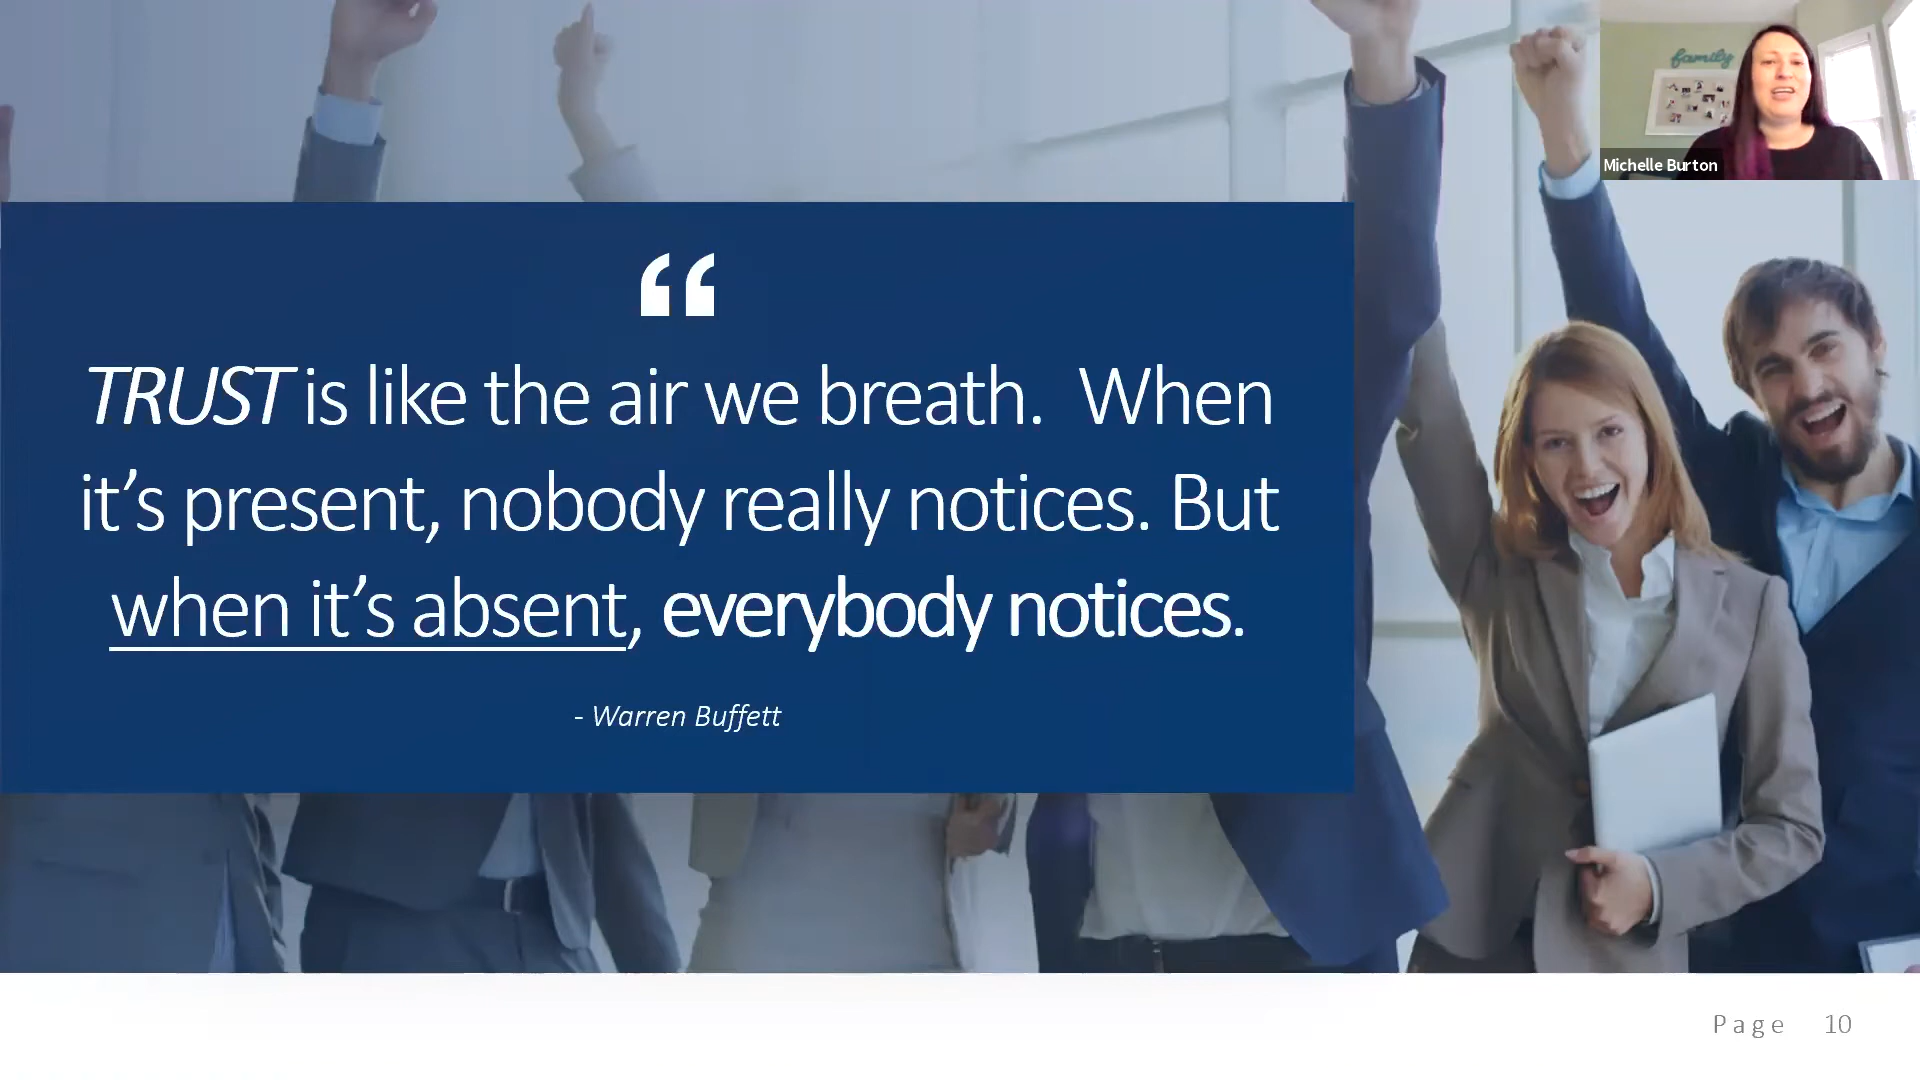 family
Michelle Burton
“
TRUST is like the air we breath.  When
it’s present, nobody really notices. But
when it’s absent, everybody notices.
- Warren Buffett
Page 10